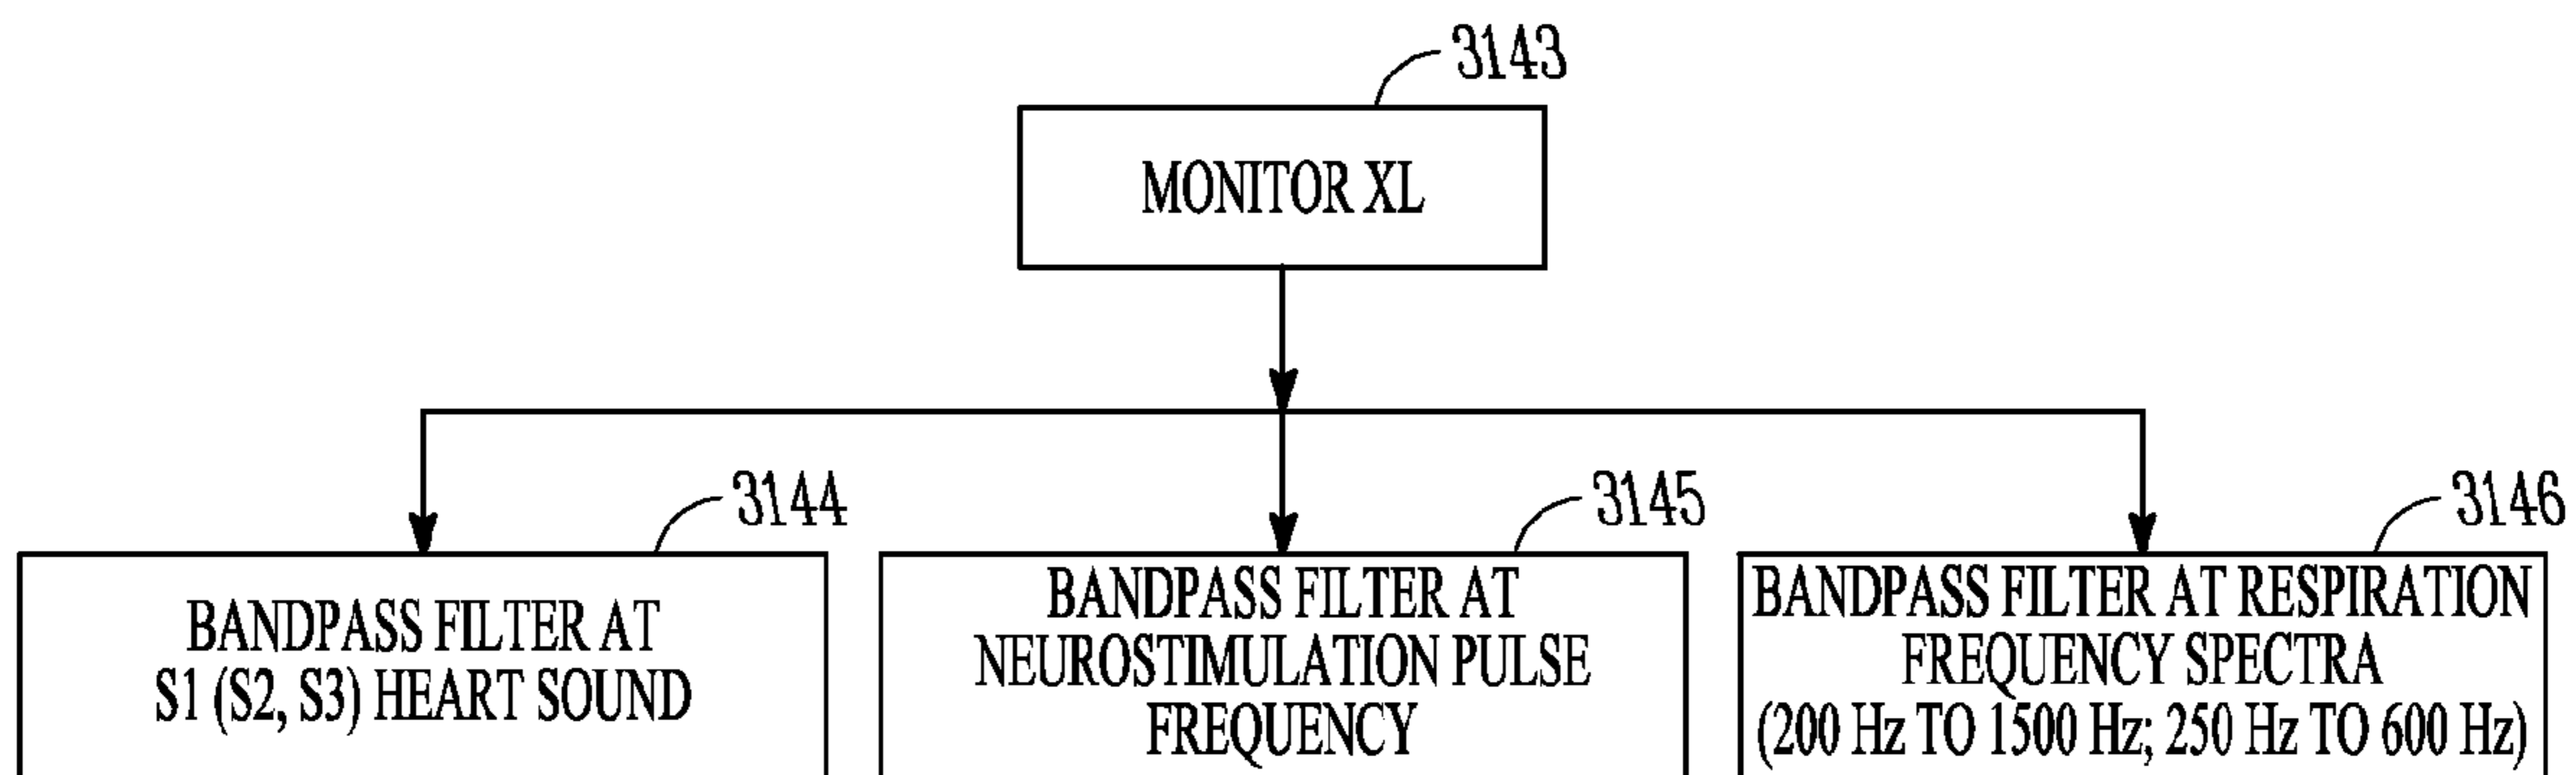 3143
MONITOR XL
3144
3145
3146
BANDPASS FILTER AT
S1 (S2, S3) HEART SOUND
BANDPASS FILTER AT
NEUROSTIMULATION PULSE
FREQUENCY
BANDPASS FILTER AT RESPIRATION
FREQUENCY SPECTRA
(200 Hz TO 1500 Hz; 250 Hz TO 600 Hz)